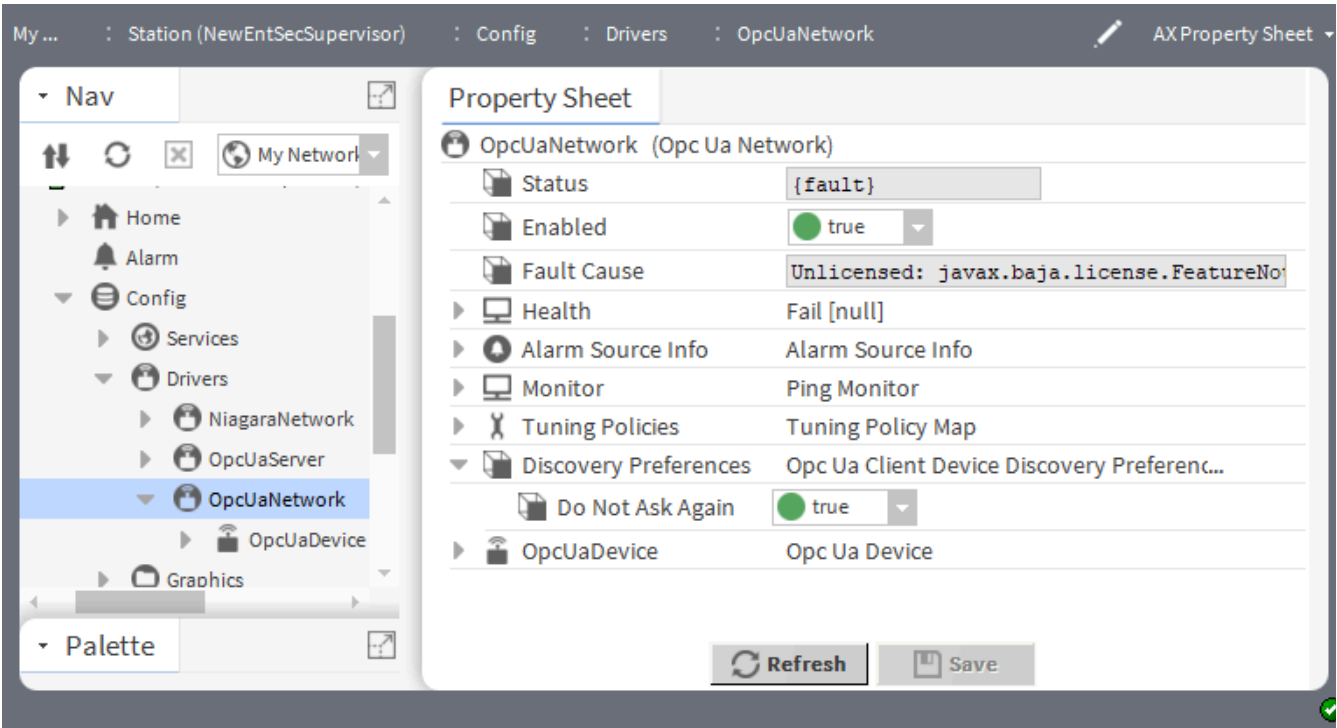 My ... : Station (NewEntSecSupervisor) : Config : Drivers : OpcUaNetwork AX Property Sheet
Nav
My Network
Home
Alarm
Config
Services
Drivers
NiagaraNetwork
OpcUaServer
OpcUaNetwork
OpcUaDevice
Graphics
Palette
Property Sheet
OpcUaNetwork (Opc Ua Network)
Status {fault}
Enabled true
Fault Cause Unlicensed: javax.baja.license.FeatureNo
Health Fail [null]
Alarm Source Info Alarm Source Info
Monitor Ping Monitor
Tuning Policies Tuning Policy Map
Discovery Preferences Opc Ua Client Device Discovery Preferenc...
Do Not Ask Again true
OpcUaDevice Opc Ua Device
Refresh Save